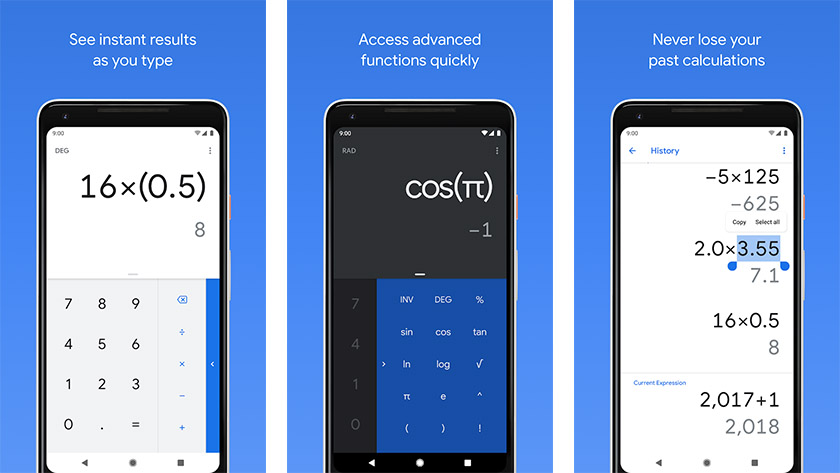 See instant results
as you type
9:00
DEG
16×(0.5)
8
7 8 9
÷
4 5 6
×
1 2 3
−
0 . =
+
Access advanced
functions quickly
9:00
RAD
cos(π)
−1
7
INV DEG %
4
sin cos tan
1
ln log √
0
π e ^
( ) !
Never lose your
past calculations
9:00
History
−5×125
−625
Copy Select all
2.0×3.55
7.1
16×0.5
8
Current Expression
2,017+1
2,018